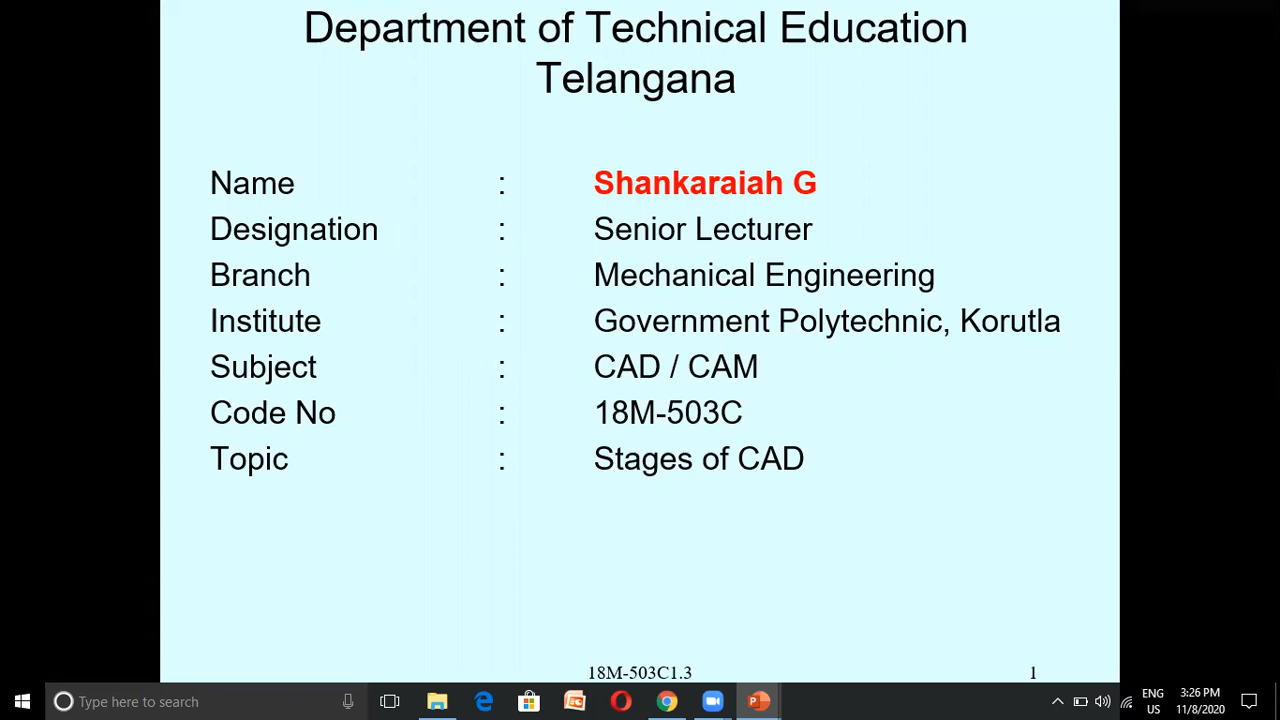 Department of Technical Education
Telangana
Name : Shankaraiah G
Designation : Senior Lecturer
Branch : Mechanical Engineering
Institute : Government Polytechnic, Korutla
Subject : CAD / CAM
Code No : 18M-503C
Topic : Stages of CAD
18M-503C1.3 1
Type here to search
ENG
US
3:26 PM
11/8/2020